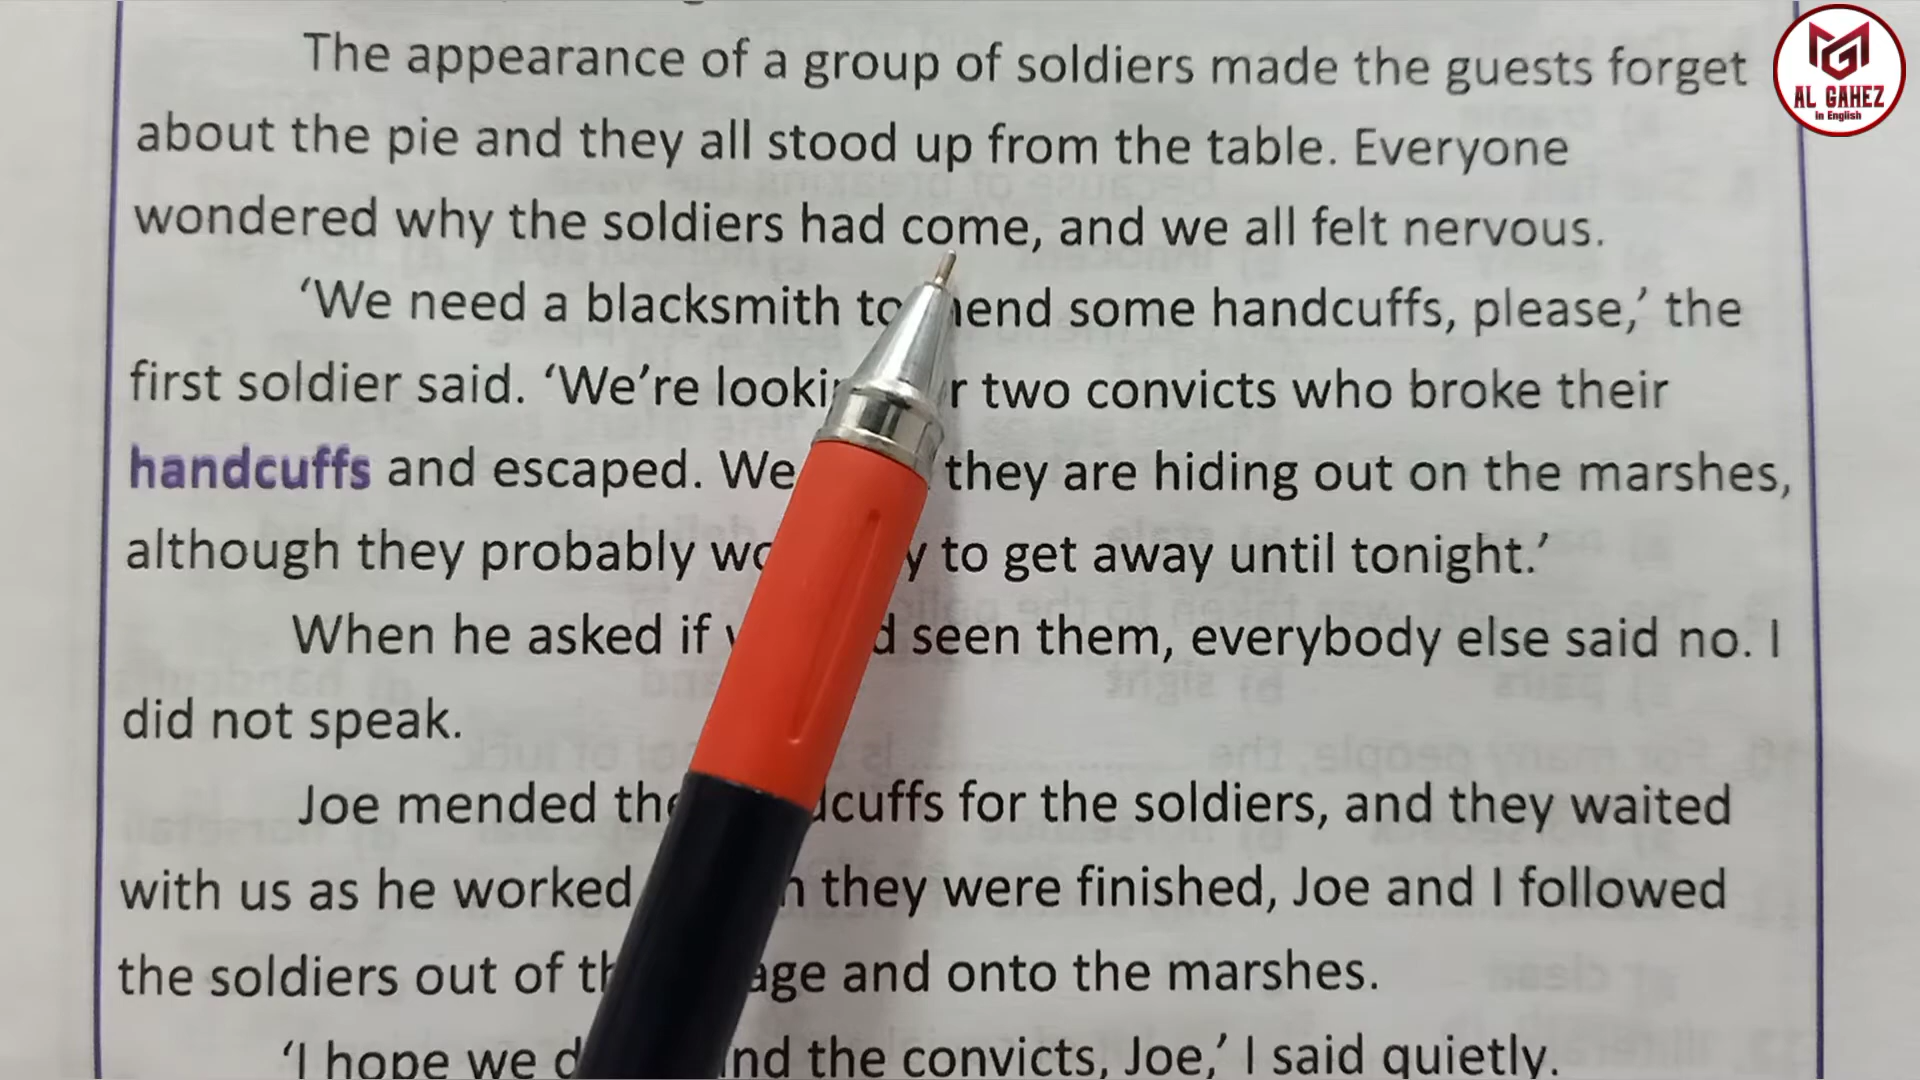 The appearance of a group of soldiers made the guests forget
about the pie and they all stood up from the table. Everyone
wondered why the soldiers had come, and we all felt nervous.
‘We need a blacksmith to mend some handcuffs, please,’ the
first soldier said. ‘We’re looking two convicts who broke their
handcuffs and escaped. We they are hiding out on the marshes,
although they probably to get away until tonight.’
When he asked if seen them, everybody else said no. I
did not speak.
Joe mended the handcuffs for the soldiers, and they waited
with us as he worked they were finished, Joe and I followed
the soldiers out of and onto the marshes.
‘I hope we the convicts, Joe,’ I said quietly.
AL GAHEZ
in English